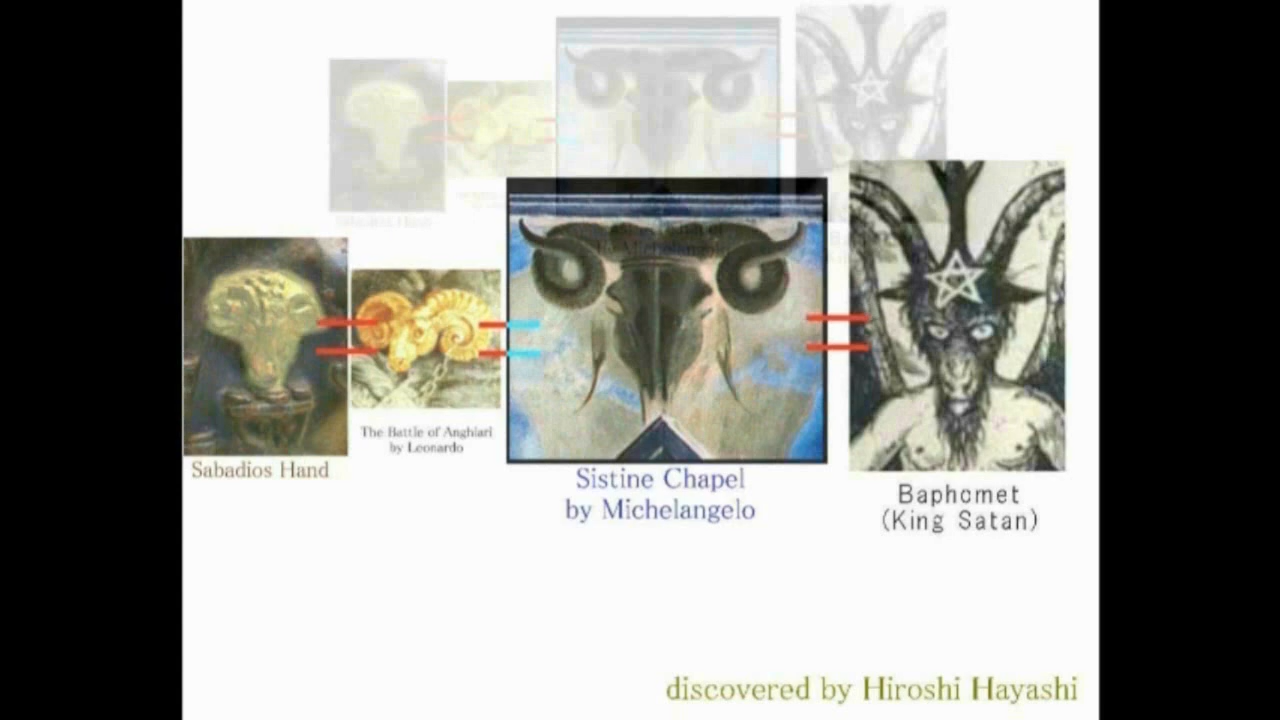 Sabadios Hand
The Battle of Anghiari
by Leonardo
Sistine Chapel
by Michelangelo
Baphomet
(King Satan)
discovered by Hiroshi Hayashi